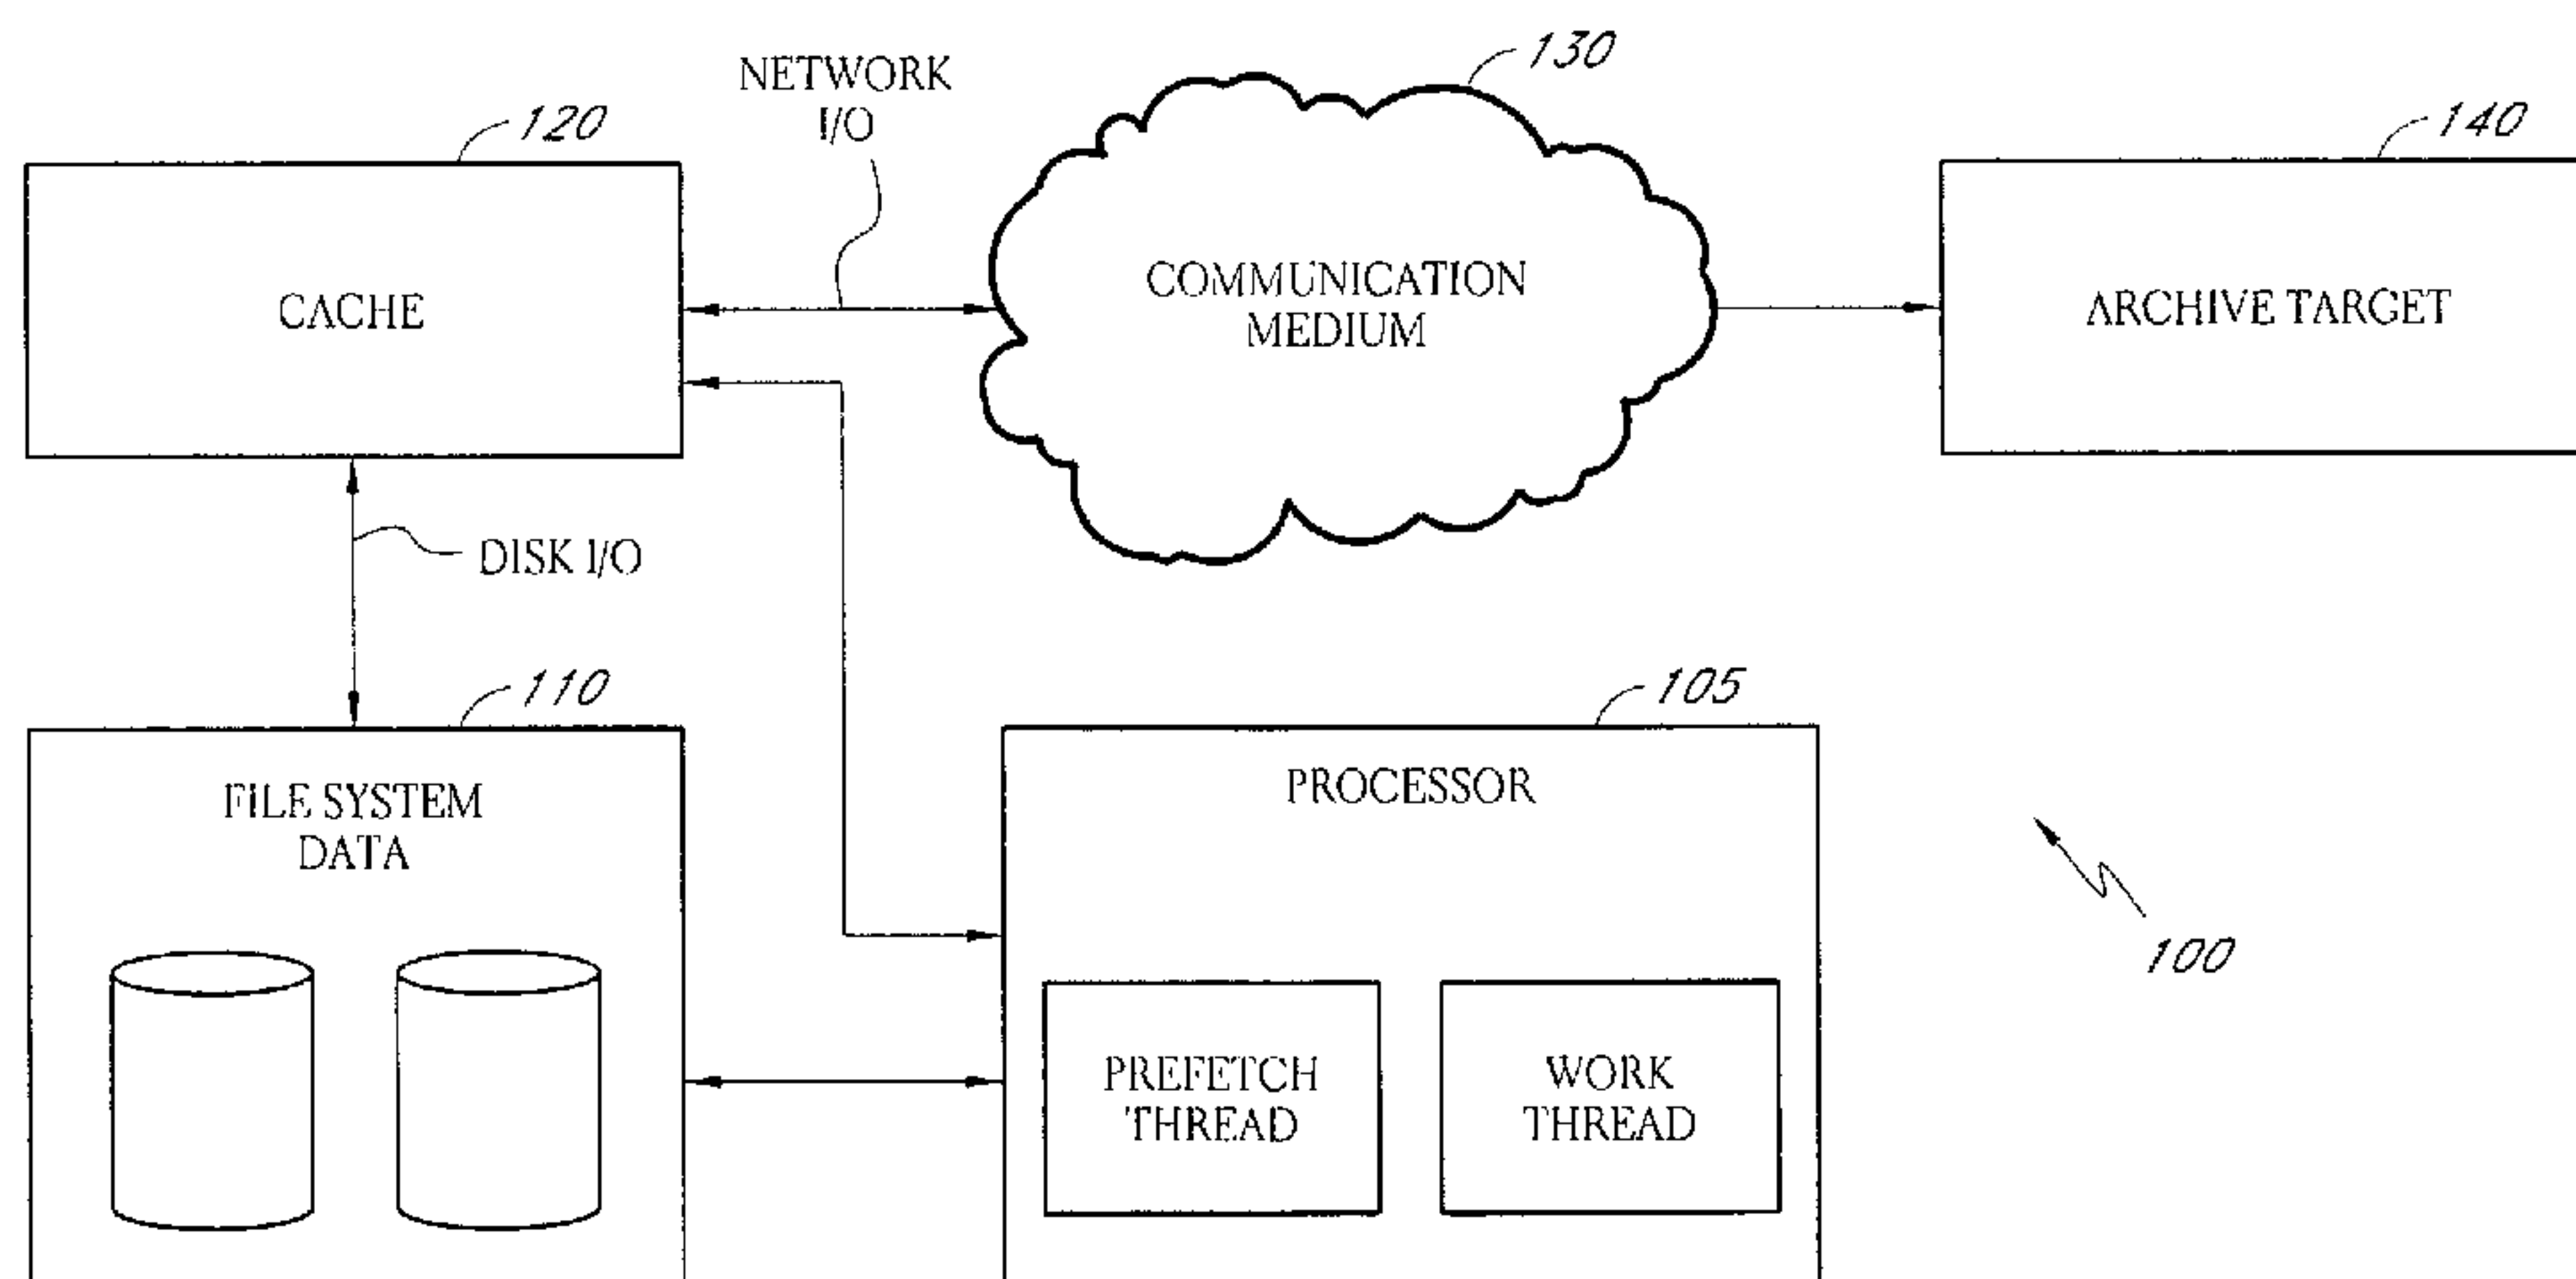 130
NETWORK
I/O
120
140
CACHE
COMMUNICATION
MEDIUM
ARCHIVE TARGET
DISK I/O
110
105
FILE SYSTEM
DATA
PROCESSOR
100
PREFETCH
THREAD
WORK
THREAD